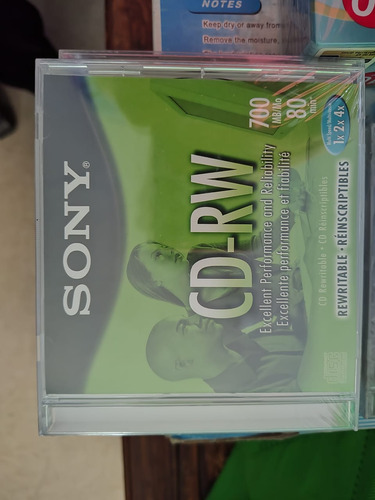 NOTES
Keep dry or away from
Remove the moisture.
SONY®
700
MB/Mo
80
min
1x 2x 4x
CD-RW
Excellent Performance and Reliability
Excellente performance et fiabilité
CD Rewritable • CD Réinscriptibles
REWRITABLE • REINSCRIPTIBLES